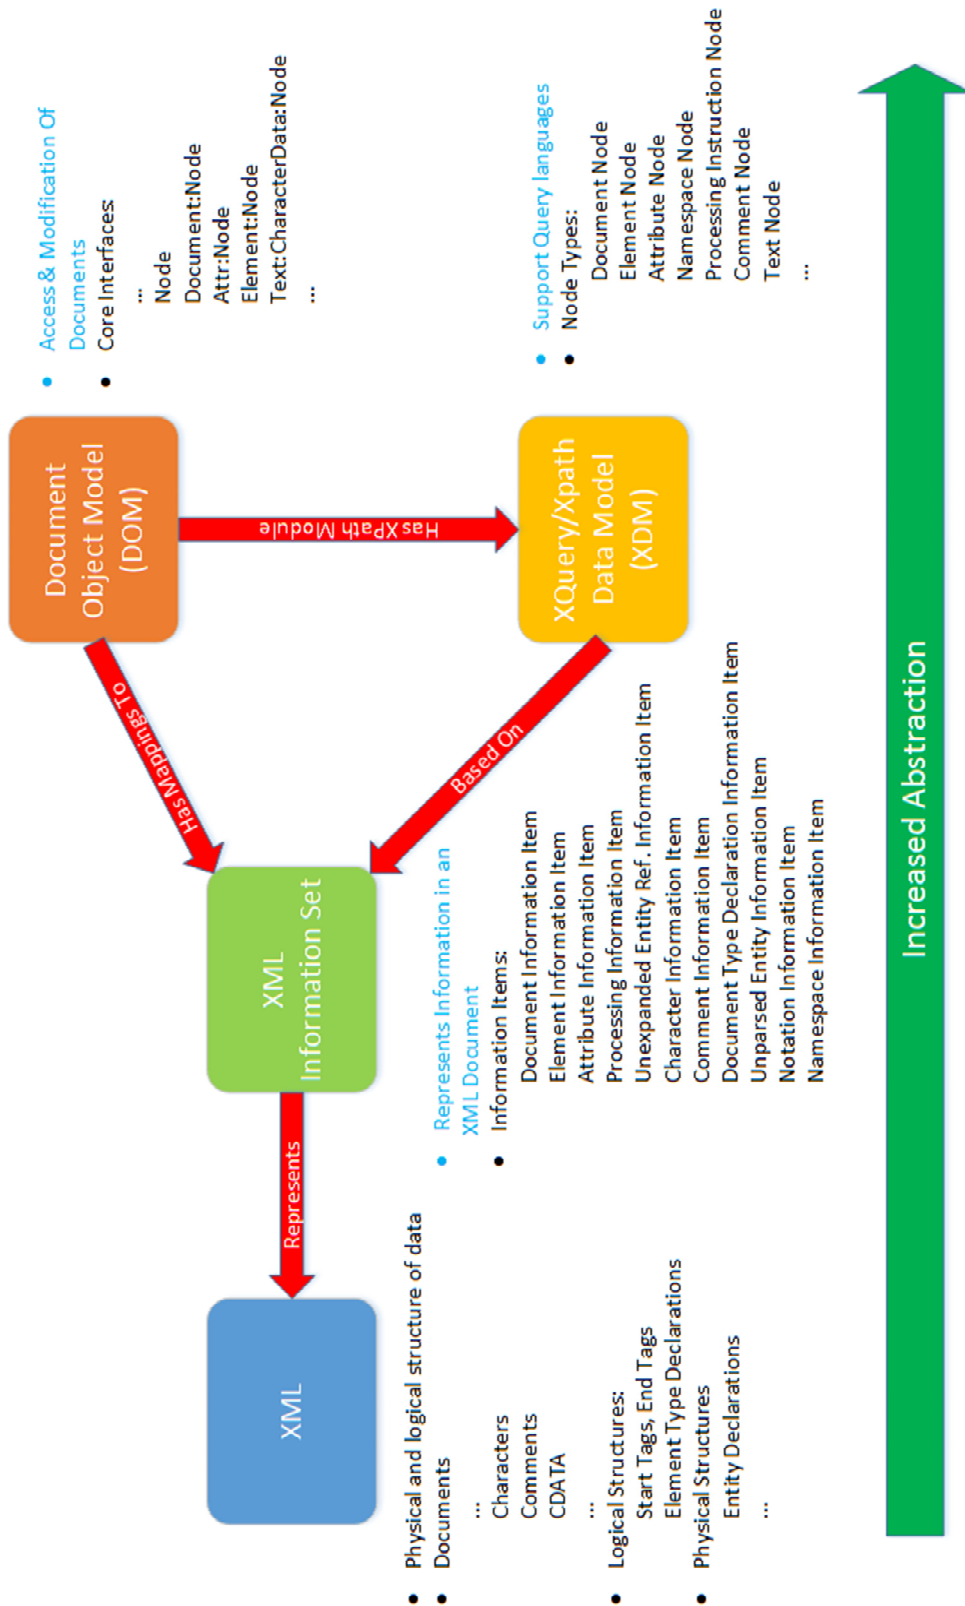 XML
• Physical and logical structure of data
• Documents
...
Characters
Comments
CDATA
...
• Logical Structures:
Start Tags, End Tags
Element Type Declarations
• Physical Structures
Entity Declarations
...
Represents
XML
Information Set
• Represents Information in an
XML Document
• Information Items:
Document Information Item
Element Information Item
Attribute Information Item
Processing Information Item
Unexpanded Entity Ref. Information Item
Character Information Item
Comment Information Item
Document Type Declaration Information Item
Unparsed Entity Information Item
Notation Information Item
Namespace Information Item
Has Mappings To
Based On
Document
Object Model
(DOM)
Has XPath Module
XQuery/Xpath
Data Model
(XDM)
• Access & Modification Of
Documents
• Core Interfaces:
...
Node
Document:Node
Attr:Node
Element:Node
Text:CharacterData:Node
...
• Support Query languages
• Node Types:
Document Node
Element Node
Attribute Node
Namespace Node
Processing Instruction Node
Comment Node
Text Node
...
Increased Abstraction